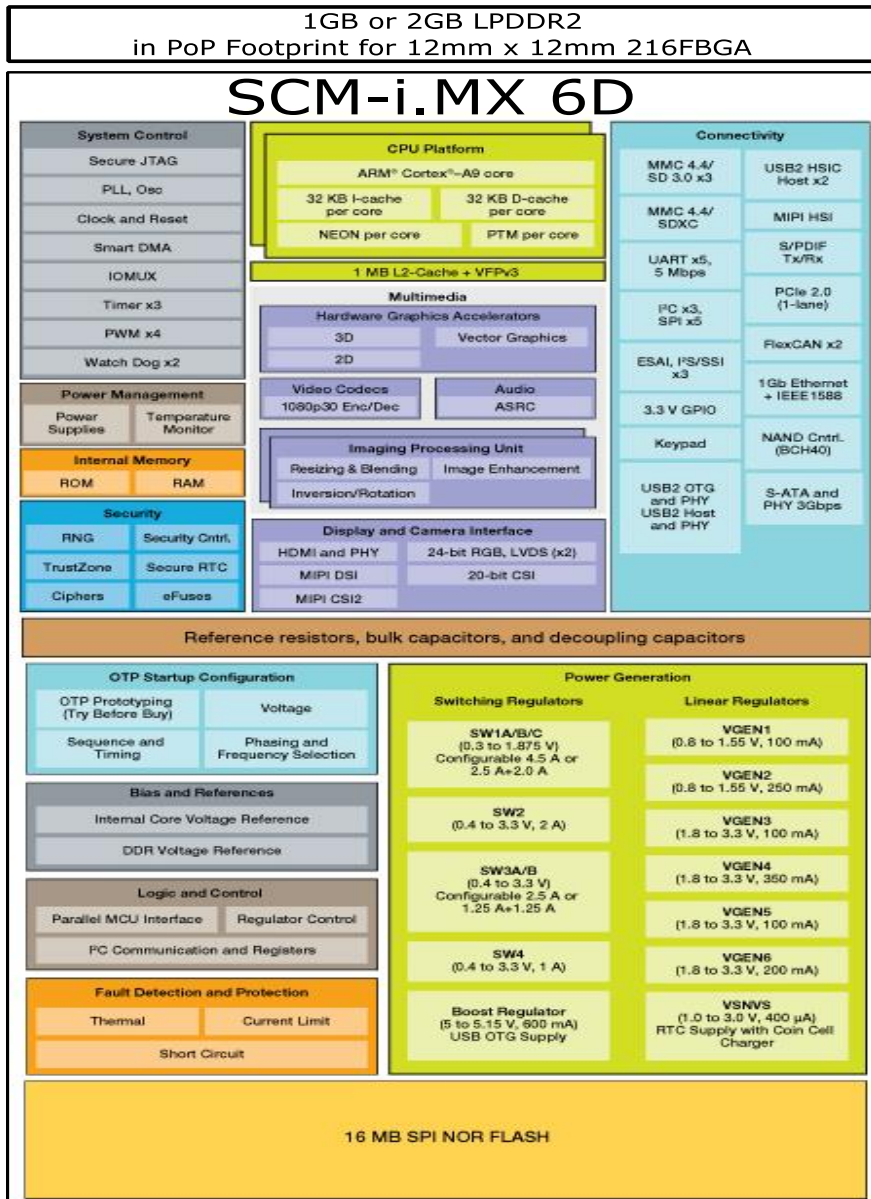 1GB or 2GB LPDDR2
in PoP Footprint for 12mm x 12mm 216FBGA
SCM-i.MX 6D
System Control
Secure JTAG
PLL, Osc
Clock and Reset
Smart DMA
IOMUX
Timer x3
PWM x4
Watch Dog x2
Power Management
Power
Supplies
Temperature
Monitor
Internal Memory
ROM
RAM
Security
RNG
Security Cntrl.
TrustZone
Secure RTC
Ciphers
eFuses
CPU Platform
ARM® Cortex®–A9 core
32 KB I-cache
per core
32 KB D-cache
per core
NEON per core
PTM per core
1 MB L2-Cache + VFPv3
Multimedia
Hardware Graphics Accelerators
3D
Vector Graphics
2D
Video Codecs
1080p30 Enc/Dec
Audio
ASRC
Imaging Processing Unit
Resizing & Blending
Image Enhancement
Inversion/Rotation
Display and Camera Interface
HDMI and PHY
24-bit RGB, LVDS (x2)
MIPI DSI
20-bit CSI
MIPI CSI2
Connectivity
MMC 4.4/
SD 3.0 x3
MMC 4.4/
SDXC
UART x5,
5 Mbps
I²C x3,
SPI x5
ESAI, I²S/SSI
x3
3.3 V GPIO
Keypad
USB2 OTG
and PHY
USB2 Host
and PHY
USB2 HSIC
Host x2
MIPI HSI
S/PDIF
Tx/Rx
PCIe 2.0
(1-lane)
FlexCAN x2
1Gb Ethernet
+ IEEE1588
NAND Cntrl.
(BCH40)
S-ATA and
PHY 3Gbps
Reference resistors, bulk capacitors, and decoupling capacitors
OTP Startup Configuration
OTP Prototyping
(Try Before Buy)
Voltage
Sequence and
Timing
Phasing and
Frequency Selection
Bias and References
Internal Core Voltage Reference
DDR Voltage Reference
Logic and Control
Parallel MCU Interface
Regulator Control
I²C Communication and Registers
Fault Detection and Protection
Thermal
Current Limit
Short Circuit
Power Generation
Switching Regulators
SW1A/B/C
(0.3 to 1.875 V)
Configurable 4.5 A or
2.5 A+2.0 A
SW2
(0.4 to 3.3 V, 2 A)
SW3A/B
(0.4 to 3.3 V)
Configurable 2.5 A or
1.25 A+1.25 A
SW4
(0.4 to 3.3 V, 1 A)
Boost Regulator
(5 to 5.15 V, 600 mA)
USB OTG Supply
Linear Regulators
VGEN1
(0.8 to 1.55 V, 100 mA)
VGEN2
(0.8 to 1.55 V, 250 mA)
VGEN3
(1.8 to 3.3 V, 100 mA)
VGEN4
(1.8 to 3.3 V, 350 mA)
VGEN5
(1.8 to 3.3 V, 100 mA)
VGEN6
(1.8 to 3.3 V, 200 mA)
VSNVS
(1.0 to 3.0 V, 400 µA)
RTC Supply with Coin Cell
Charger
16 MB SPI NOR FLASH